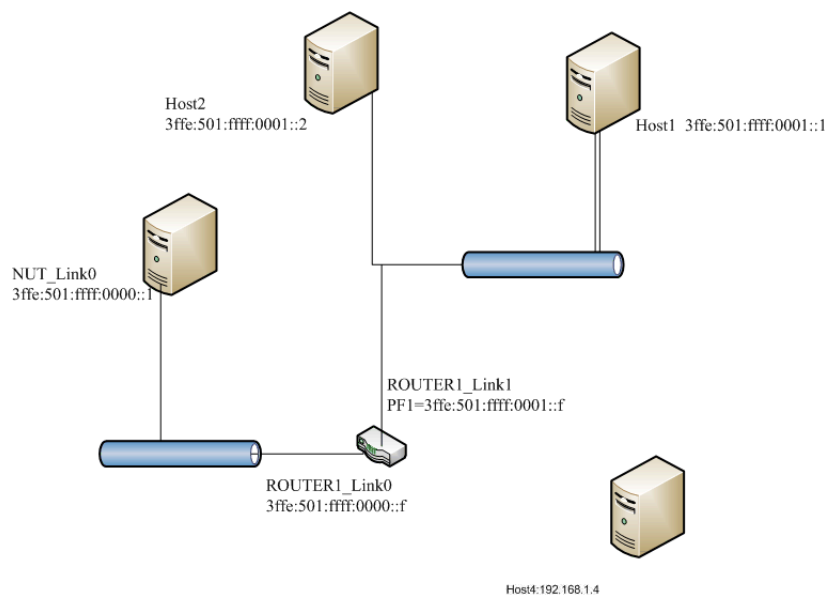 Host2
3ffe:501:ffff:0001::2
Host1 3ffe:501:ffff:0001::1
NUT_Link0
3ffe:501:ffff:0000::1
ROUTER1_Link1
PF1=3ffe:501:ffff:0001::f
ROUTER1_Link0
3ffe:501:ffff:0000::f
Host4:192.168.1.4